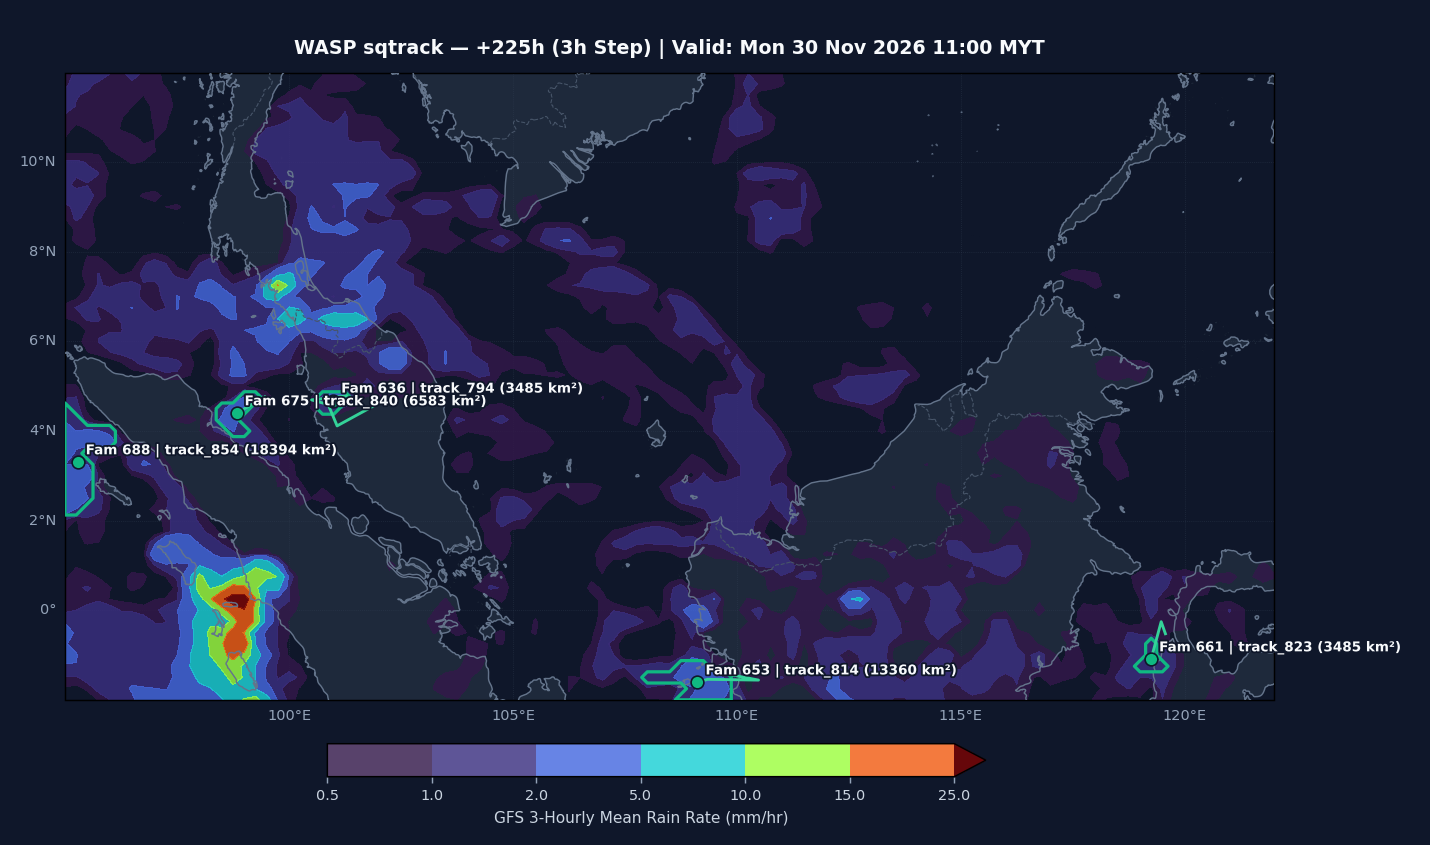 WASP sqtrack — +225h (3h Step) | Valid: Mon 30 Nov 2026 11:00 MYT
10°N
8°N
6°N
Fam 636 | track_794 (3485 km²)
Fam 675 | track_840 (6583 km²)
4°N
Fam 688 | track_854 (18394 km²)
2°N
0°
Fam 661 | track_823 (3485 km²)
Fam 653 | track_814 (13360 km²)
100°E 105°E 110°E 115°E 120°E
0.5 1.0 2.0 5.0 10.0 15.0 25.0
GFS 3-Hourly Mean Rain Rate (mm/hr)